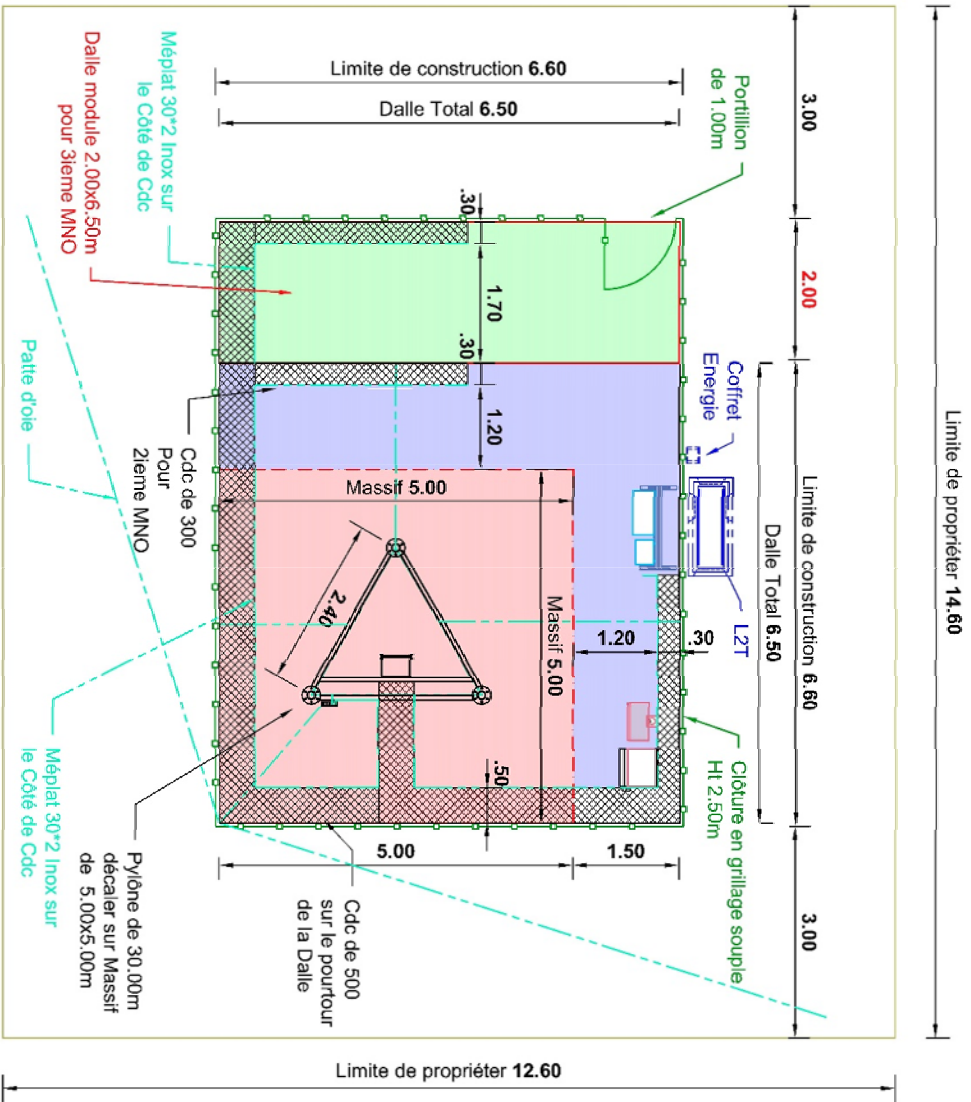 Limite de construction 6.60
Dalle Total 6.50
Méplat 30*2 Inox sur
le Côté de Cdc
Dalle module 2.00x6.50m
pour 3ieme MNO
Portillion
de 1.00m
3.00
2.00
Limite de propriéter 14.60
.30
1.70
.30
1.20
Coffret
Energie
L2T
Limite de construction 6.60
Dalle Total 6.50
Patte d'oie
Cdc de 300
Pour
2ieme MNO
Massif 5.00
Massif 5.00
2.40
1.20
.30
.50
Clôture en grillage souple
Ht 2.50m
5.00
1.50
3.00
Méplat 30*2 Inox sur
le Côté de Cdc
Pylône de 30.00m
décaler sur Massif
de 5.00x5.00m
Cdc de 500
sur le pourtour
de la Dalle
Limite de propriéter 12.60